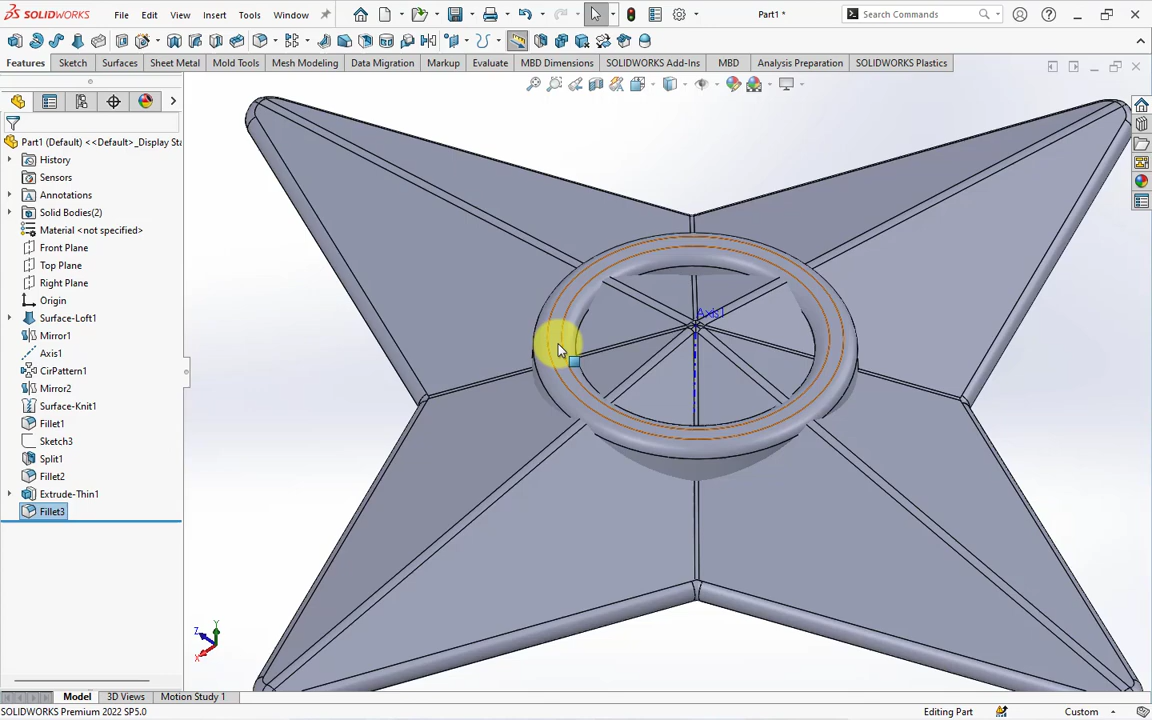 SOLIDWORKS File Edit View Insert Tools Window Part1 * Search Commands
Features Sketch Surfaces Sheet Metal Mold Tools Mesh Modeling Data Migration Markup Evaluate MBD Dimensions SOLIDWORKS Add-Ins MBD Analysis Preparation SOLIDWORKS Plastics
Part1 (Default) <<Default>_Display Sta
History
Sensors
Annotations
Solid Bodies(2)
Material <not specified>
Front Plane
Top Plane
Right Plane
Origin
Surface-Loft1
Mirror1
Axis1
CirPattern1
Mirror2
Surface-Knit1
Fillet1
Sketch3
Split1
Fillet2
Extrude-Thin1
Fillet3
Axis1
Y
Z
X
Model 3D Views Motion Study 1
SOLIDWORKS Premium 2022 SP5.0 Editing Part Custom